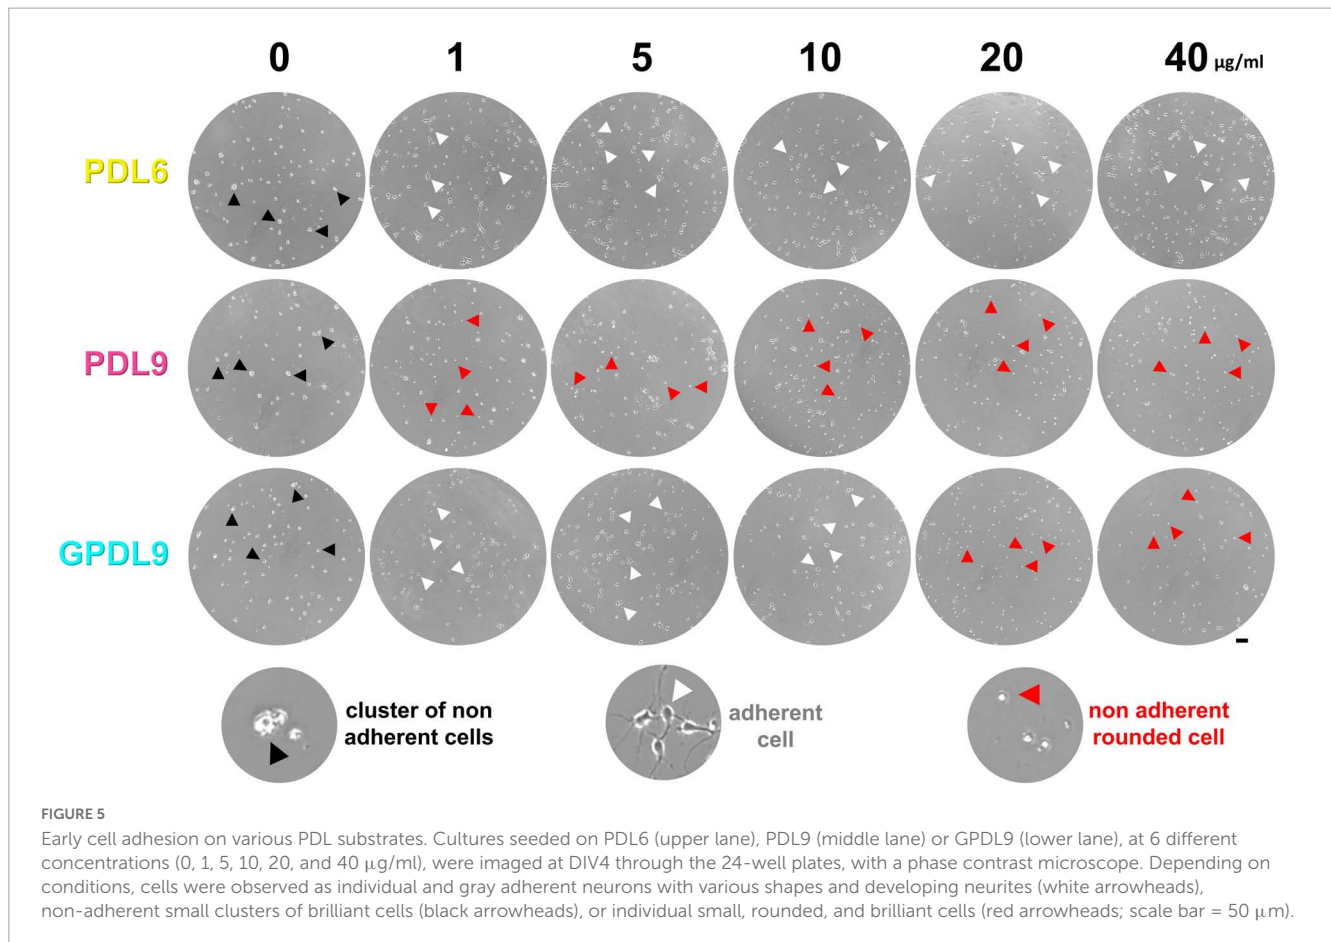 0 1 5 10 20 40 μg/ml
PDL6
PDL9
GPDL9
cluster of non
adherent cells
adherent
cell
non adherent
rounded cell
FIGURE 5
Early cell adhesion on various PDL substrates. Cultures seeded on PDL6 (upper lane), PDL9 (middle lane) or GPDL9 (lower lane), at 6 different
concentrations (0, 1, 5, 10, 20, and 40 μg/ml), were imaged at DIV4 through the 24-well plates, with a phase contrast microscope. Depending on
conditions, cells were observed as individual and gray adherent neurons with various shapes and developing neurites (white arrowheads),
non-adherent small clusters of brilliant cells (black arrowheads), or individual small, rounded, and brilliant cells (red arrowheads; scale bar = 50 μm).